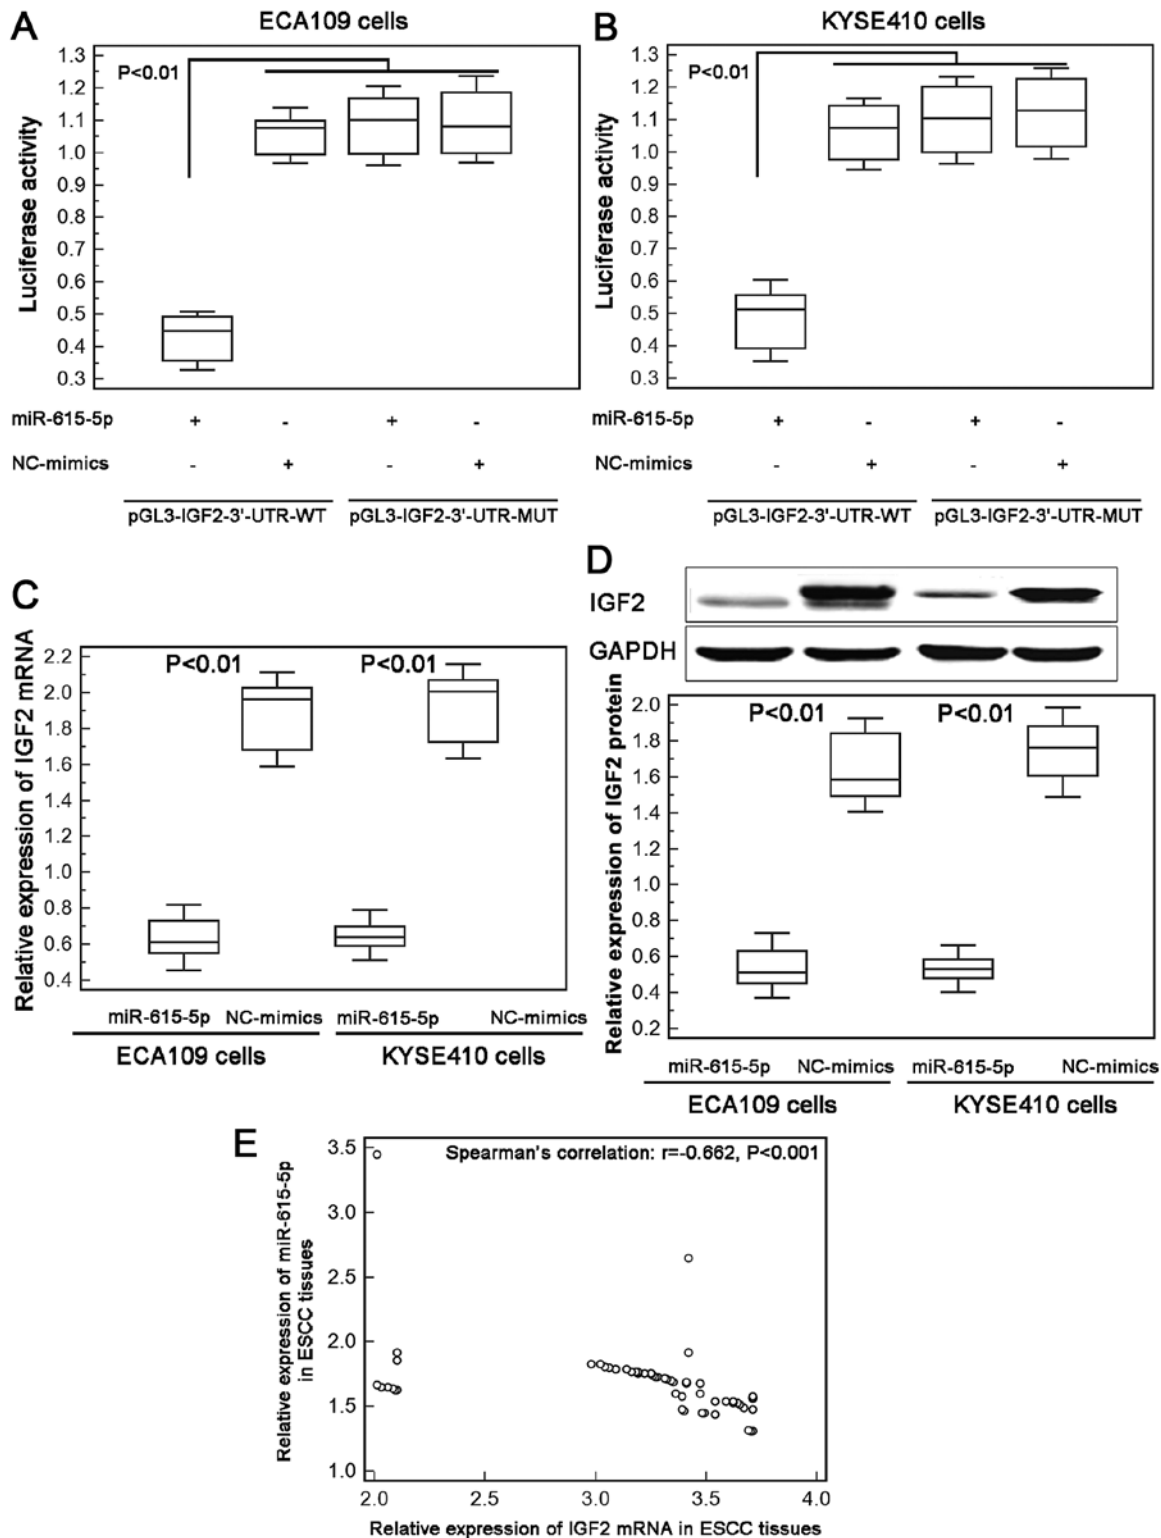 A
ECA109 cells
Luciferase activity
1.3
1.2
1.1
1.0
0.9
0.8
0.7
0.6
0.5
0.4
0.3
P<0.01
miR-615-5p + - + -
NC-mimics - + - +
pGL3-IGF2-3'-UTR-WT pGL3-IGF2-3'-UTR-MUT
B
KYSE410 cells
Luciferase activity
1.3
1.2
1.1
1.0
0.9
0.8
0.7
0.6
0.5
0.4
0.3
P<0.01
miR-615-5p + - + -
NC-mimics - + - +
pGL3-IGF2-3'-UTR-WT pGL3-IGF2-3'-UTR-MUT
C
Relative expression of IGF2 mRNA
2.2
2.0
1.8
1.6
1.4
1.2
1.0
0.8
0.6
0.4
P<0.01 P<0.01
miR-615-5p NC-mimics miR-615-5p NC-mimics
ECA109 cells KYSE410 cells
D
IGF2
GAPDH
Relative expression of IGF2 protein
2.0
1.8
1.6
1.4
1.2
1.0
0.8
0.6
0.4
0.2
P<0.01 P<0.01
miR-615-5p NC-mimics miR-615-5p NC-mimics
ECA109 cells KYSE410 cells
E
Relative expression of miR-615-5p
in ESCC tissues
3.5
3.0
2.5
2.0
1.5
1.0
Spearman's correlation: r=-0.662, P<0.001
2.0 2.5 3.0 3.5 4.0
Relative expression of IGF2 mRNA in ESCC tissues